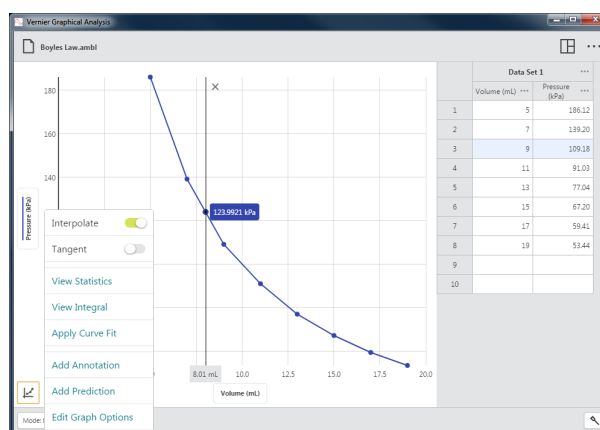 Vernier Graphical Analysis
Boyles Law.ambl
Data Set 1
Volume (mL)
Pressure (kPa)
1 5 186.12
2 7 139.20
3 9 109.18
4 11 91.03
5 13 77.04
6 15 67.20
7 17 59.41
8 19 53.44
9
10
180
160
140
Pressure (kPa)
123.9921 kPa
Interpolate
Tangent
View Statistics
View Integral
Apply Curve Fit
Add Annotation
Add Prediction
Edit Graph Options
8.01 mL 10.0 12.5 15.0 17.5 20.0
Volume (mL)
Mode: